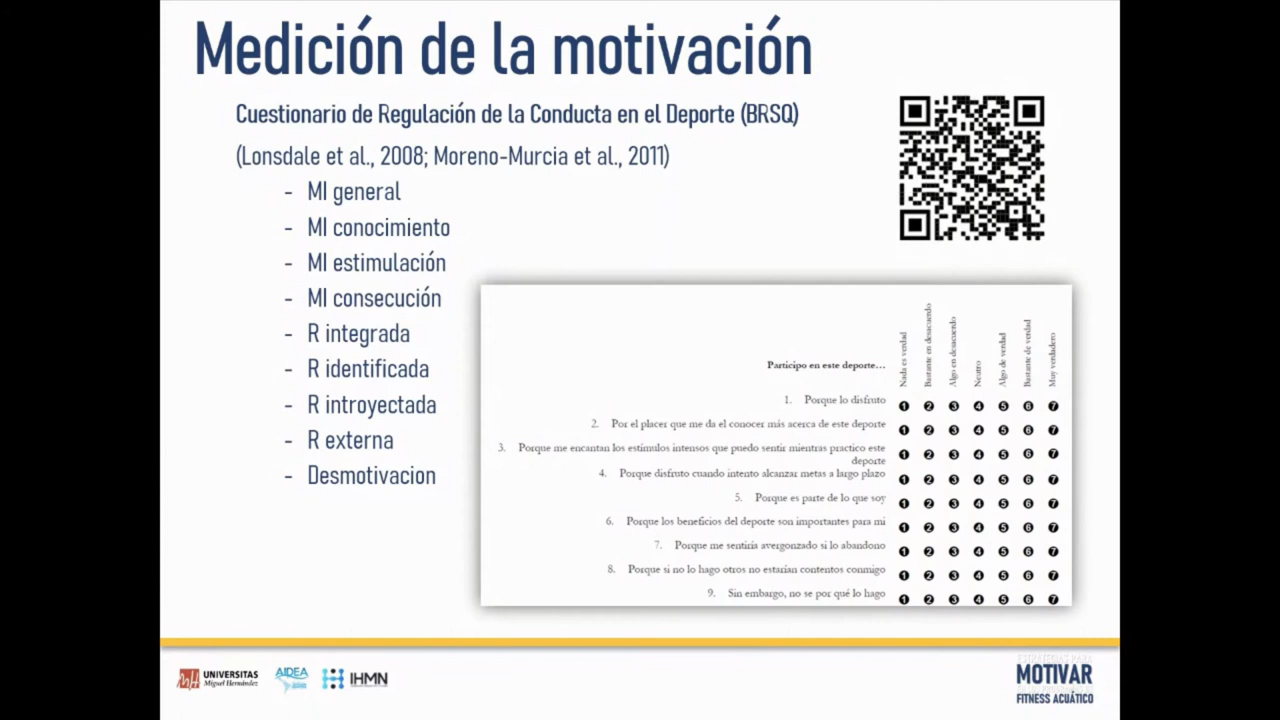 Medición de la motivación
Cuestionario de Regulación de la Conducta en el Deporte (BRSQ)
(Lonsdale et al., 2008; Moreno-Murcia et al., 2011)
- MI general
- MI conocimiento
- MI estimulación
- MI consecución
- R integrada
- R identificada
- R introyectada
- R externa
- Desmotivacion
Participo en este deporte...
Nada es verdad
Bastante en desacuerdo
Algo en desacuerdo
Neutro
Algo de verdad
Bastante de verdad
Muy verdadero
1. Porque lo disfruto 1 2 3 4 5 6 7
2. Por el placer que me da el conocer más acerca de este deporte 1 2 3 4 5 6 7
3. Porque me encantan los estímulos intensos que puedo sentir mientras practico este
deporte 1 2 3 4 5 6 7
4. Porque disfruto cuando intento alcanzar metas a largo plazo 1 2 3 4 5 6 7
5. Porque es parte de lo que soy 1 2 3 4 5 6 7
6. Porque los beneficios del deporte son importantes para mi 1 2 3 4 5 6 7
7. Porque me sentiria avergonzado si lo abandono 1 2 3 4 5 6 7
8. Porque si no lo hago otros no estarian contentos conmigo 1 2 3 4 5 6 7
9. Sin embargo, no se por qué lo hago 1 2 3 4 5 6 7
UNIVERSITAS
Miguel Hernández
AIDEA
IHMN
ESTRATEGIAS PARA
MOTIVAR
FITNESS ACUÁTICO